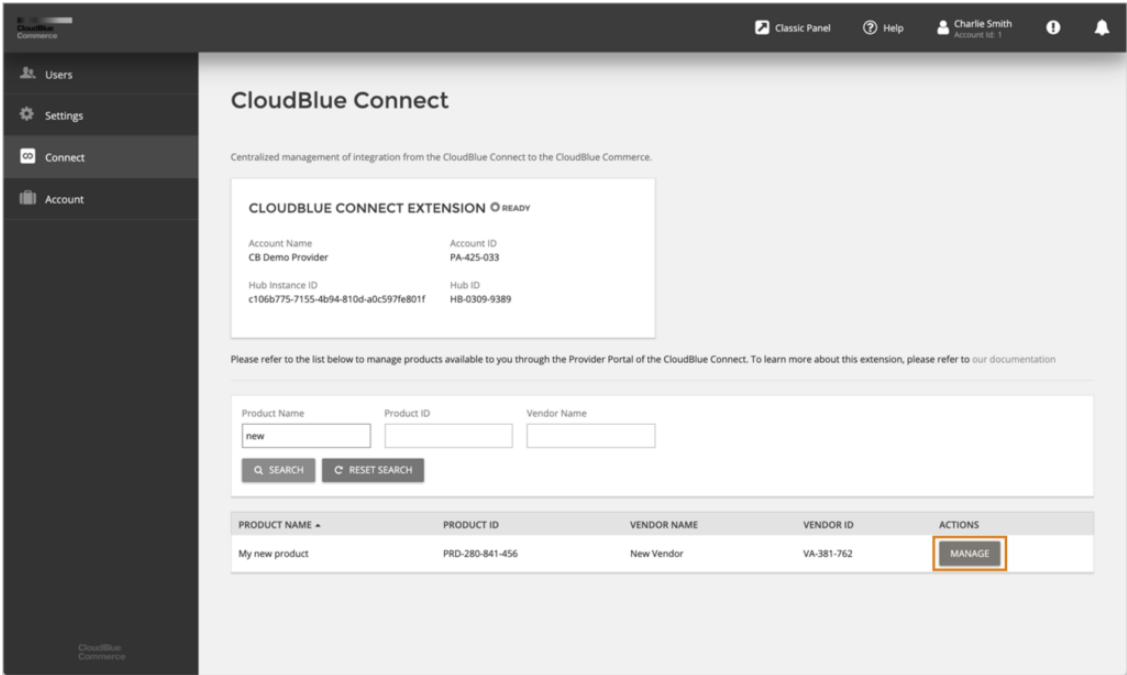 CloudBlue
Commerce
Classic Panel
Help
Charlie Smith
Account Id: 1
Users
Settings
Connect
Account
CloudBlue Connect
Centralized management of integration from the CloudBlue Connect to the CloudBlue Commerce.
CLOUDBLUE CONNECT EXTENSION READY
Account Name Account ID
CB Demo Provider PA-425-033
Hub Instance ID Hub ID
c106b775-7155-4b94-810d-a0c597fe801f HB-0309-9389
Please refer to the list below to manage products available to you through the Provider Portal of the CloudBlue Connect. To learn more about this extension, please refer to our documentation
Product Name Product ID Vendor Name
new
SEARCH RESET SEARCH
PRODUCT NAME PRODUCT ID VENDOR NAME VENDOR ID ACTIONS
My new product PRD-280-841-456 New Vendor VA-381-762 MANAGE
CloudBlue
Commerce